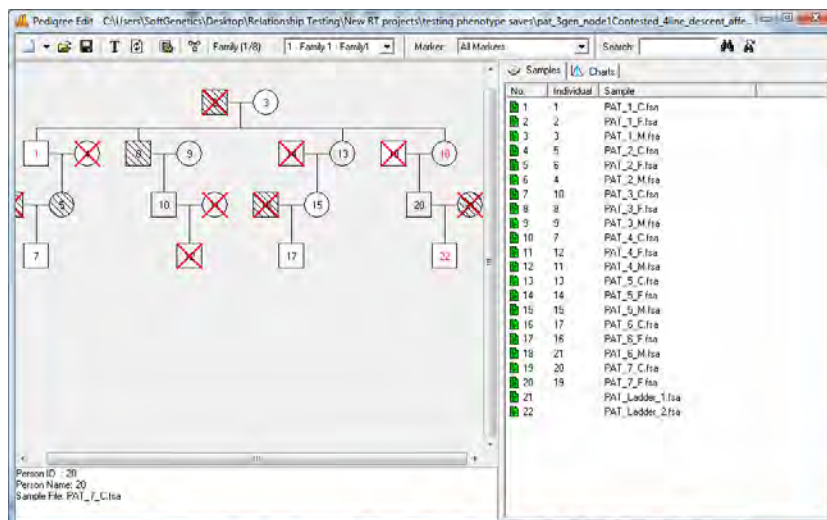 Pedigree Edit - C:\Users\SoftGenetics\Desktop\Relationship Testing\New RT projects\testing phenotype saves\pat_3gen_node1Contested_4line_descent_affe...
T Family (1/8) 1 - Family 1 - Family1 Marker: All Markers Search:
Samples Charts
No. Individual Sample
1 1 PAT_1_C.fsa
2 2 PAT_1_F.fsa
3 3 PAT_1_M.fsa
4 5 PAT_2_C.fsa
5 6 PAT_2_F.fsa
6 4 PAT_2_M.fsa
7 10 PAT_3_C.fsa
8 8 PAT_3_F.fsa
9 9 PAT_3_M.fsa
10 7 PAT_4_C.fsa
11 12 PAT_4_F.fsa
12 11 PAT_4_M.fsa
13 13 PAT_5_C.fsa
14 14 PAT_5_F.fsa
15 15 PAT_5_M.fsa
16 17 PAT_6_C.fsa
17 16 PAT_6_F.fsa
18 21 PAT_6_M.fsa
19 20 PAT_7_C.fsa
20 19 PAT_7_F.fsa
21 PAT_Ladder_1.fsa
22 PAT_Ladder_2.fsa
3
1 9 13 18
5 10 15 20
7 17 22
Person ID : 20
Person Name: 20
Sample File: PAT_7_C.fsa